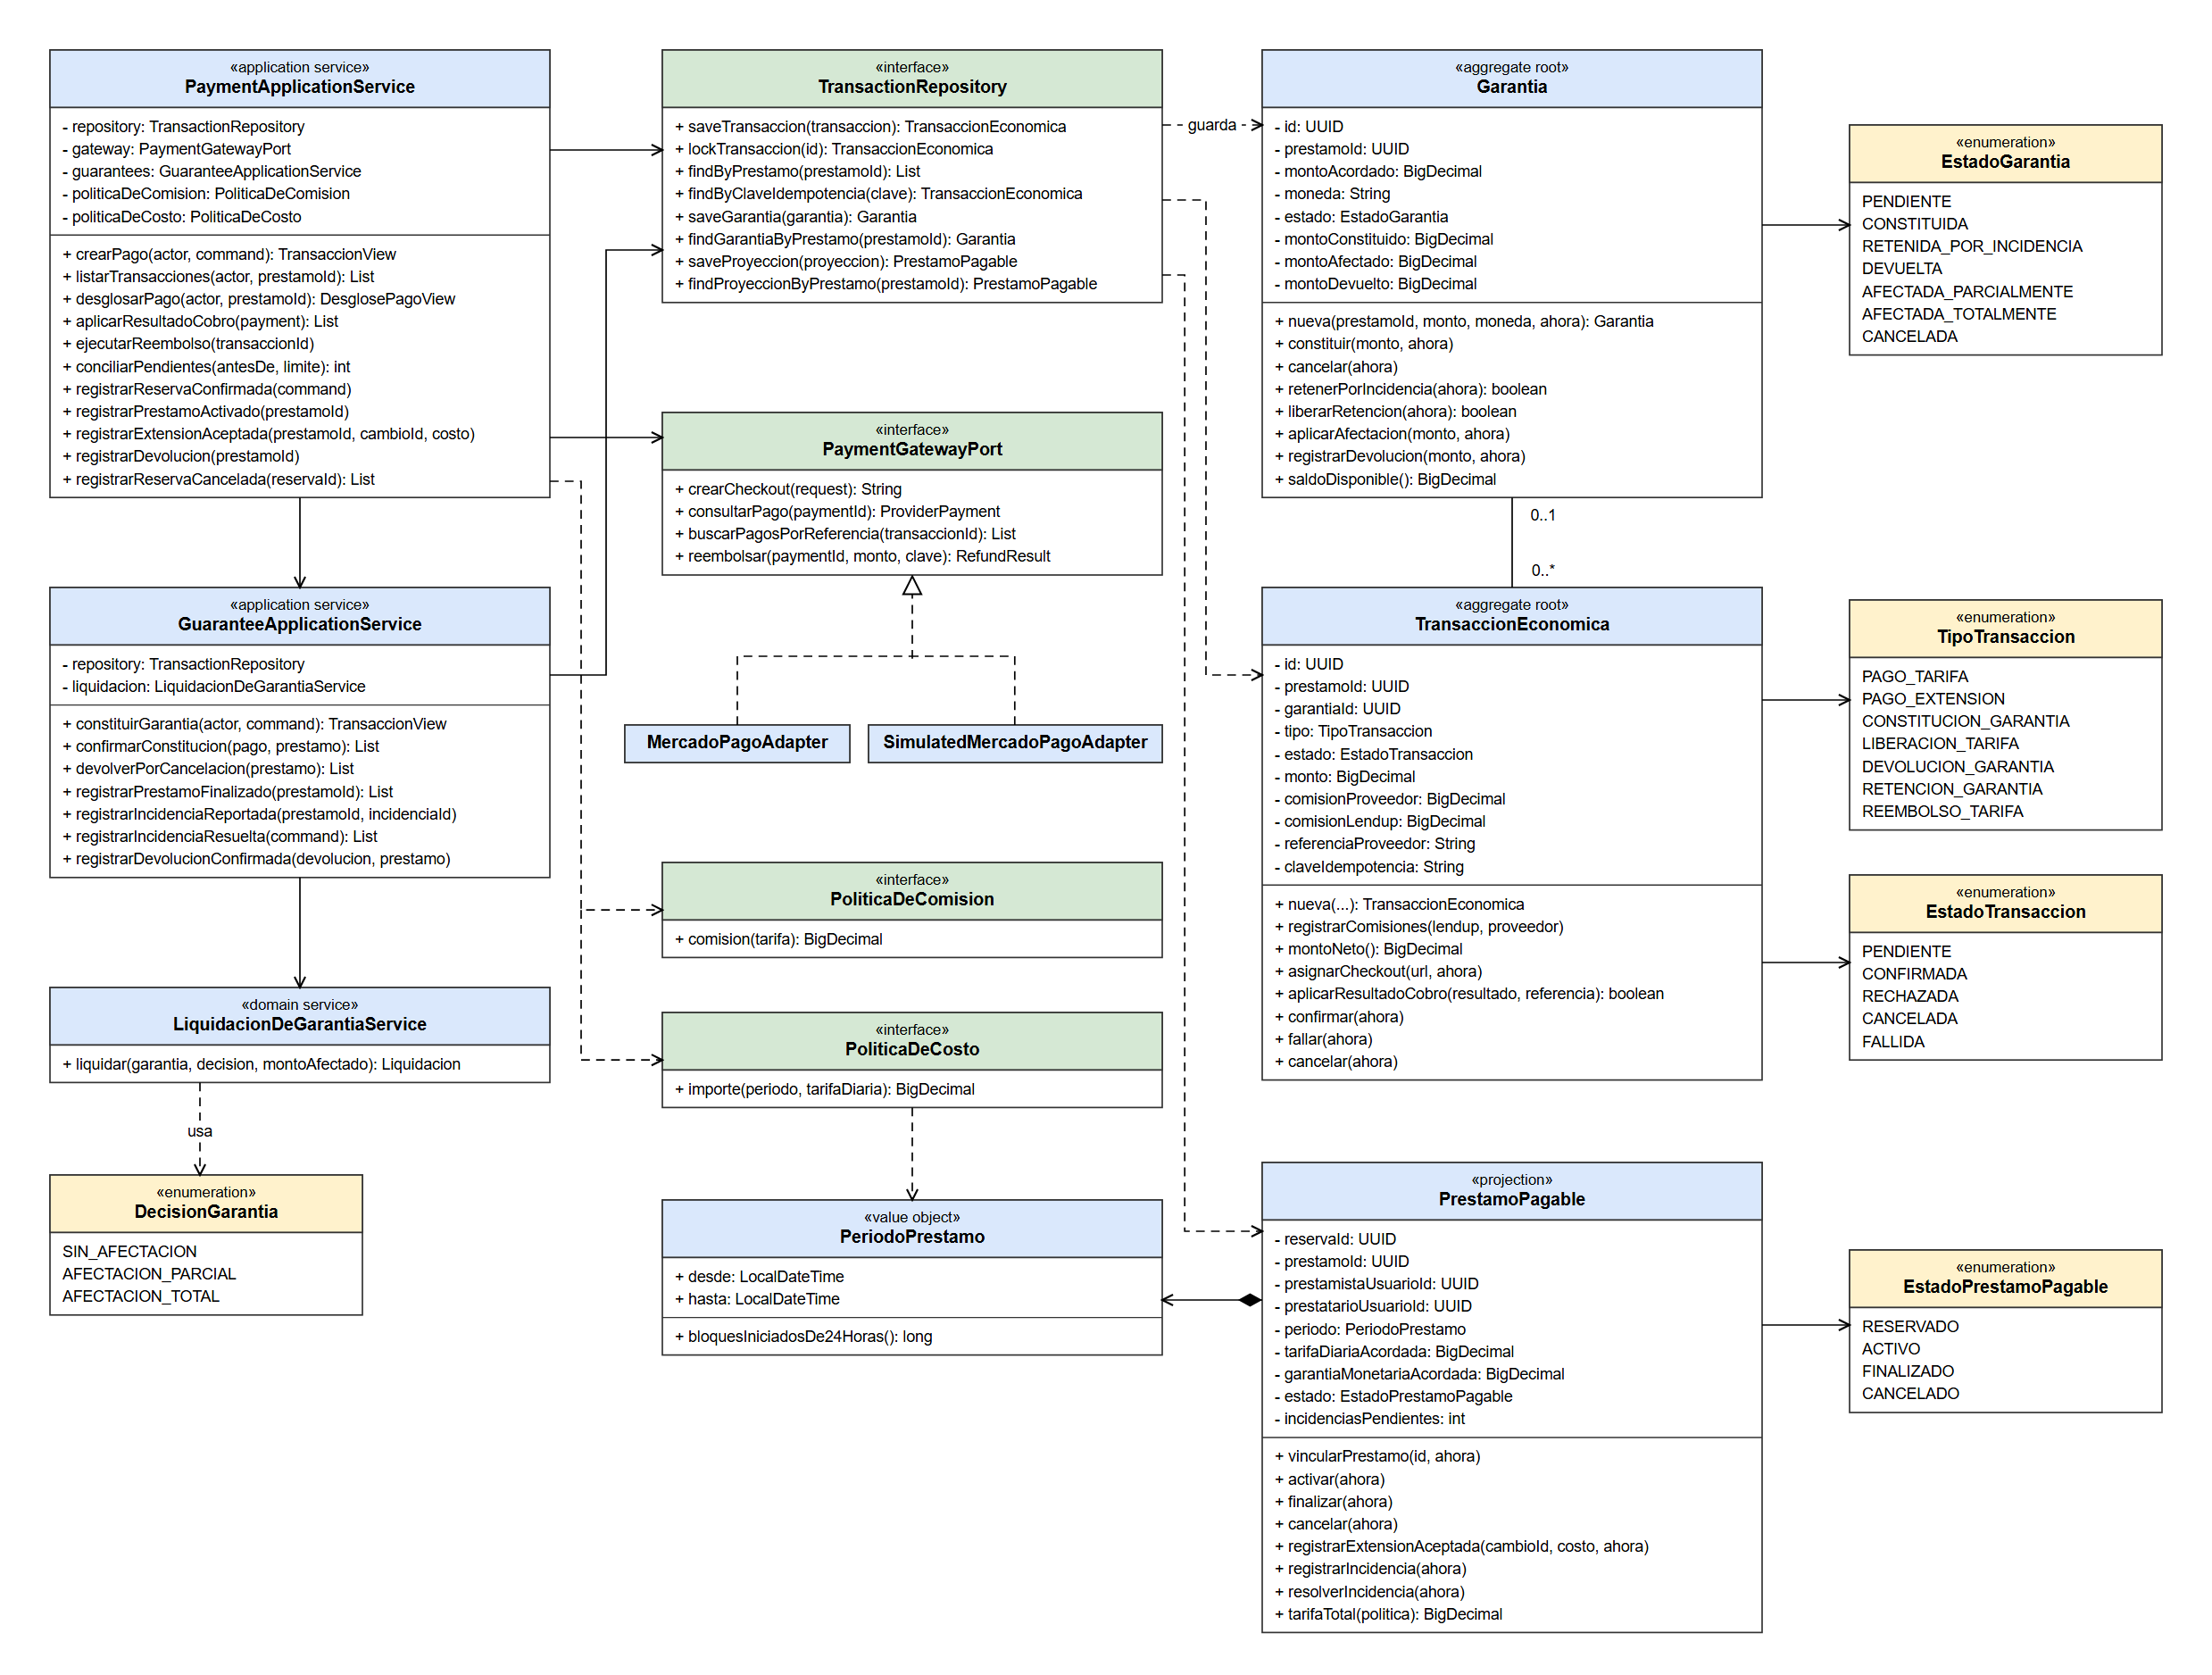 «application service»
PaymentApplicationService
- repository: TransactionRepository
- gateway: PaymentGatewayPort
- guarantees: GuaranteeApplicationService
- politicaDeComision: PoliticaDeComision
- politicaDeCosto: PoliticaDeCosto
+ crearPago(actor, command): TransaccionView
+ listarTransacciones(actor, prestamoId): List
+ desglosarPago(actor, prestamoId): DesglosePagoView
+ aplicarResultadoCobro(payment): List
+ ejecutarReembolso(transaccionId)
+ conciliarPendientes(antesDe, limite): int
+ registrarReservaConfirmada(command)
+ registrarPrestamoActivado(prestamoId)
+ registrarExtensionAceptada(prestamoId, cambioId, costo)
+ registrarDevolucion(prestamoId)
+ registrarReservaCancelada(reservaId): List
«application service»
GuaranteeApplicationService
- repository: TransactionRepository
- liquidacion: LiquidacionDeGarantiaService
+ constituirGarantia(actor, command): TransaccionView
+ confirmarConstitucion(pago, prestamo): List
+ devolverPorCancelacion(prestamo): List
+ registrarPrestamoFinalizado(prestamoId): List
+ registrarIncidenciaReportada(prestamoId, incidenciaId)
+ registrarIncidenciaResuelta(command): List
+ registrarDevolucionConfirmada(devolucion, prestamo)
«domain service»
LiquidacionDeGarantiaService
+ liquidar(garantia, decision, montoAfectado): Liquidacion
usa
«enumeration»
DecisionGarantia
SIN_AFECTACION
AFECTACION_PARCIAL
AFECTACION_TOTAL
«interface»
TransactionRepository
+ saveTransaccion(transaccion): TransaccionEconomica
+ lockTransaccion(id): TransaccionEconomica
+ findByPrestamo(prestamoId): List
+ findByClaveIdempotencia(clave): TransaccionEconomica
+ saveGarantia(garantia): Garantia
+ findGarantiaByPrestamo(prestamoId): Garantia
+ saveProyeccion(proyeccion): PrestamoPagable
+ findProyeccionByPrestamo(prestamoId): PrestamoPagable
guarda
«interface»
PaymentGatewayPort
+ crearCheckout(request): String
+ consultarPago(paymentId): ProviderPayment
+ buscarPagosPorReferencia(transaccionId): List
+ reembolsar(paymentId, monto, clave): RefundResult
MercadoPagoAdapter
SimulatedMercadoPagoAdapter
«interface»
PoliticaDeComision
+ comision(tarifa): BigDecimal
«interface»
PoliticaDeCosto
+ importe(periodo, tarifaDiaria): BigDecimal
«value object»
PeriodoPrestamo
+ desde: LocalDateTime
+ hasta: LocalDateTime
+ bloquesIniciadosDe24Horas(): long
«aggregate root»
Garantia
- id: UUID
- prestamoId: UUID
- montoAcordado: BigDecimal
- moneda: String
- estado: EstadoGarantia
- montoConstituido: BigDecimal
- montoAfectado: BigDecimal
- montoDevuelto: BigDecimal
+ nueva(prestamoId, monto, moneda, ahora): Garantia
+ constituir(monto, ahora)
+ cancelar(ahora)
+ retenerPorIncidencia(ahora): boolean
+ liberarRetencion(ahora): boolean
+ aplicarAfectacion(monto, ahora)
+ registrarDevolucion(monto, ahora)
+ saldoDisponible(): BigDecimal
0..1
0..*
«aggregate root»
TransaccionEconomica
- id: UUID
- prestamoId: UUID
- garantiaId: UUID
- tipo: TipoTransaccion
- estado: EstadoTransaccion
- monto: BigDecimal
- comisionProveedor: BigDecimal
- comisionLendup: BigDecimal
- referenciaProveedor: String
- claveIdempotencia: String
+ nueva(...): TransaccionEconomica
+ registrarComisiones(lendup, proveedor)
+ montoNeto(): BigDecimal
+ asignarCheckout(url, ahora)
+ aplicarResultadoCobro(resultado, referencia): boolean
+ confirmar(ahora)
+ fallar(ahora)
+ cancelar(ahora)
«projection»
PrestamoPagable
- reservaId: UUID
- prestamoId: UUID
- prestamistaUsuarioId: UUID
- prestatarioUsuarioId: UUID
- periodo: PeriodoPrestamo
- tarifaDiariaAcordada: BigDecimal
- garantiaMonetariaAcordada: BigDecimal
- estado: EstadoPrestamoPagable
- incidenciasPendientes: int
+ vincularPrestamo(id, ahora)
+ activar(ahora)
+ finalizar(ahora)
+ cancelar(ahora)
+ registrarExtensionAceptada(cambioId, costo, ahora)
+ registrarIncidencia(ahora)
+ resolverIncidencia(ahora)
+ tarifaTotal(politica): BigDecimal
«enumeration»
EstadoGarantia
PENDIENTE
CONSTITUIDA
RETENIDA_POR_INCIDENCIA
DEVUELTA
AFECTADA_PARCIALMENTE
AFECTADA_TOTALMENTE
CANCELADA
«enumeration»
TipoTransaccion
PAGO_TARIFA
PAGO_EXTENSION
CONSTITUCION_GARANTIA
LIBERACION_TARIFA
DEVOLUCION_GARANTIA
RETENCION_GARANTIA
REEMBOLSO_TARIFA
«enumeration»
EstadoTransaccion
PENDIENTE
CONFIRMADA
RECHAZADA
CANCELADA
FALLIDA
«enumeration»
EstadoPrestamoPagable
RESERVADO
ACTIVO
FINALIZADO
CANCELADO